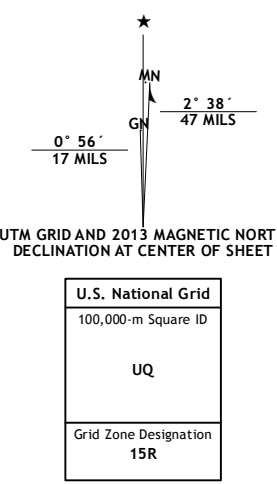 ★
MN
GN
2° 38´
47 MILS
0° 56´
17 MILS
UTM GRID AND 2013 MAGNETIC NORT
DECLINATION AT CENTER OF SHEET
U.S. National Grid
100,000-m Square ID
UQ
Grid Zone Designation
15R